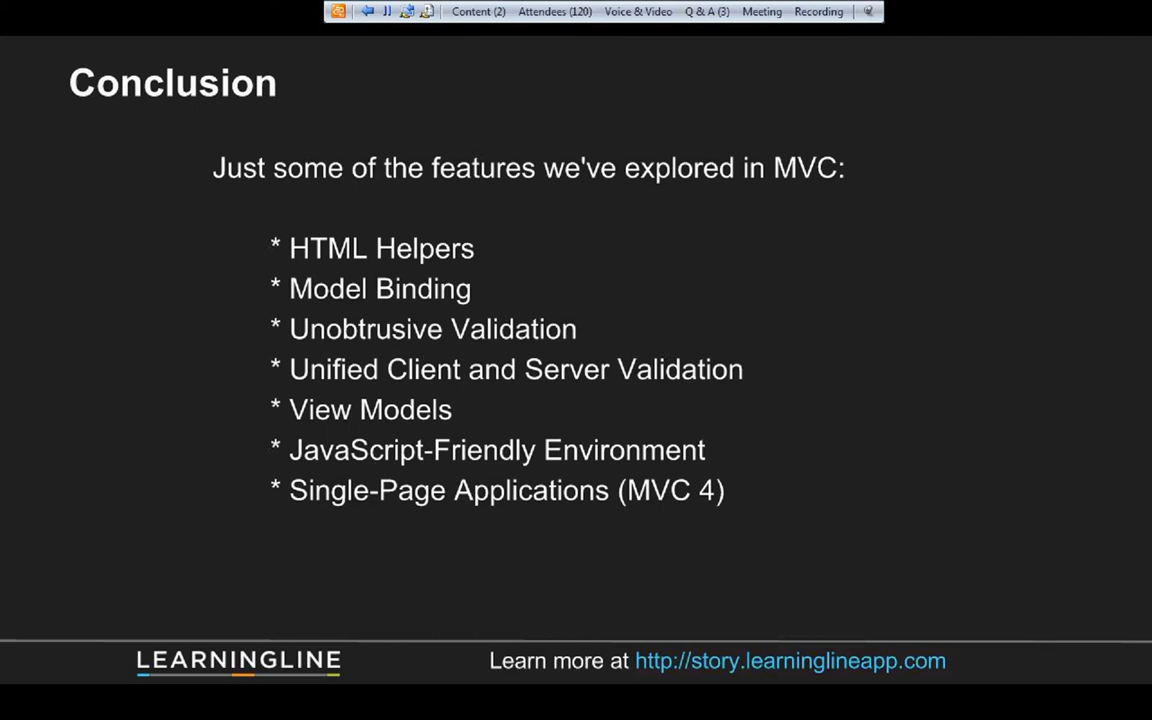 Content (2) Attendees (120) Voice & Video Q & A (3) Meeting Recording
Conclusion
Just some of the features we've explored in MVC:
* HTML Helpers
* Model Binding
* Unobtrusive Validation
* Unified Client and Server Validation
* View Models
* JavaScript-Friendly Environment
* Single-Page Applications (MVC 4)
LEARNINGLINE
Learn more at http://story.learninglineapp.com